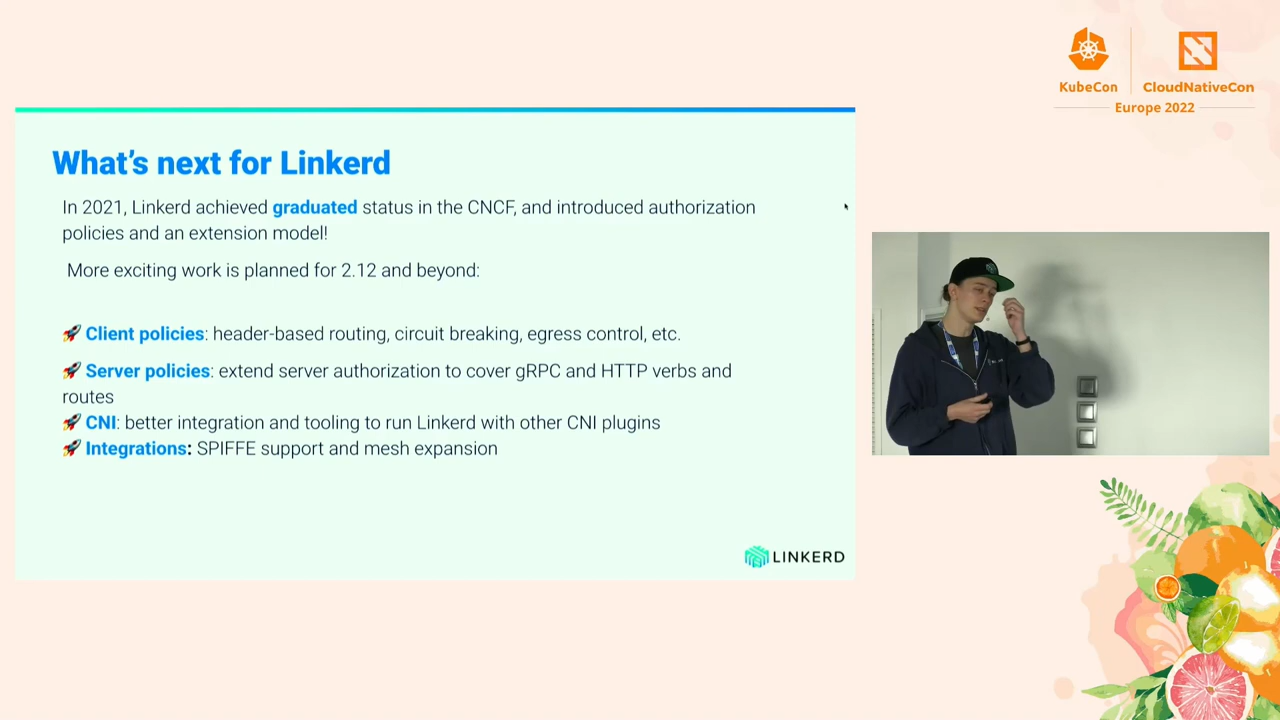 KubeCon
CloudNativeCon
Europe 2022
What's next for Linkerd
In 2021, Linkerd achieved graduated status in the CNCF, and introduced authorization
policies and an extension model!
More exciting work is planned for 2.12 and beyond:
🚀 Client policies: header-based routing, circuit breaking, egress control, etc.
🚀 Server policies: extend server authorization to cover gRPC and HTTP verbs and
routes
🚀 CNI: better integration and tooling to run Linkerd with other CNI plugins
🚀 Integrations: SPIFFE support and mesh expansion
LINKERD